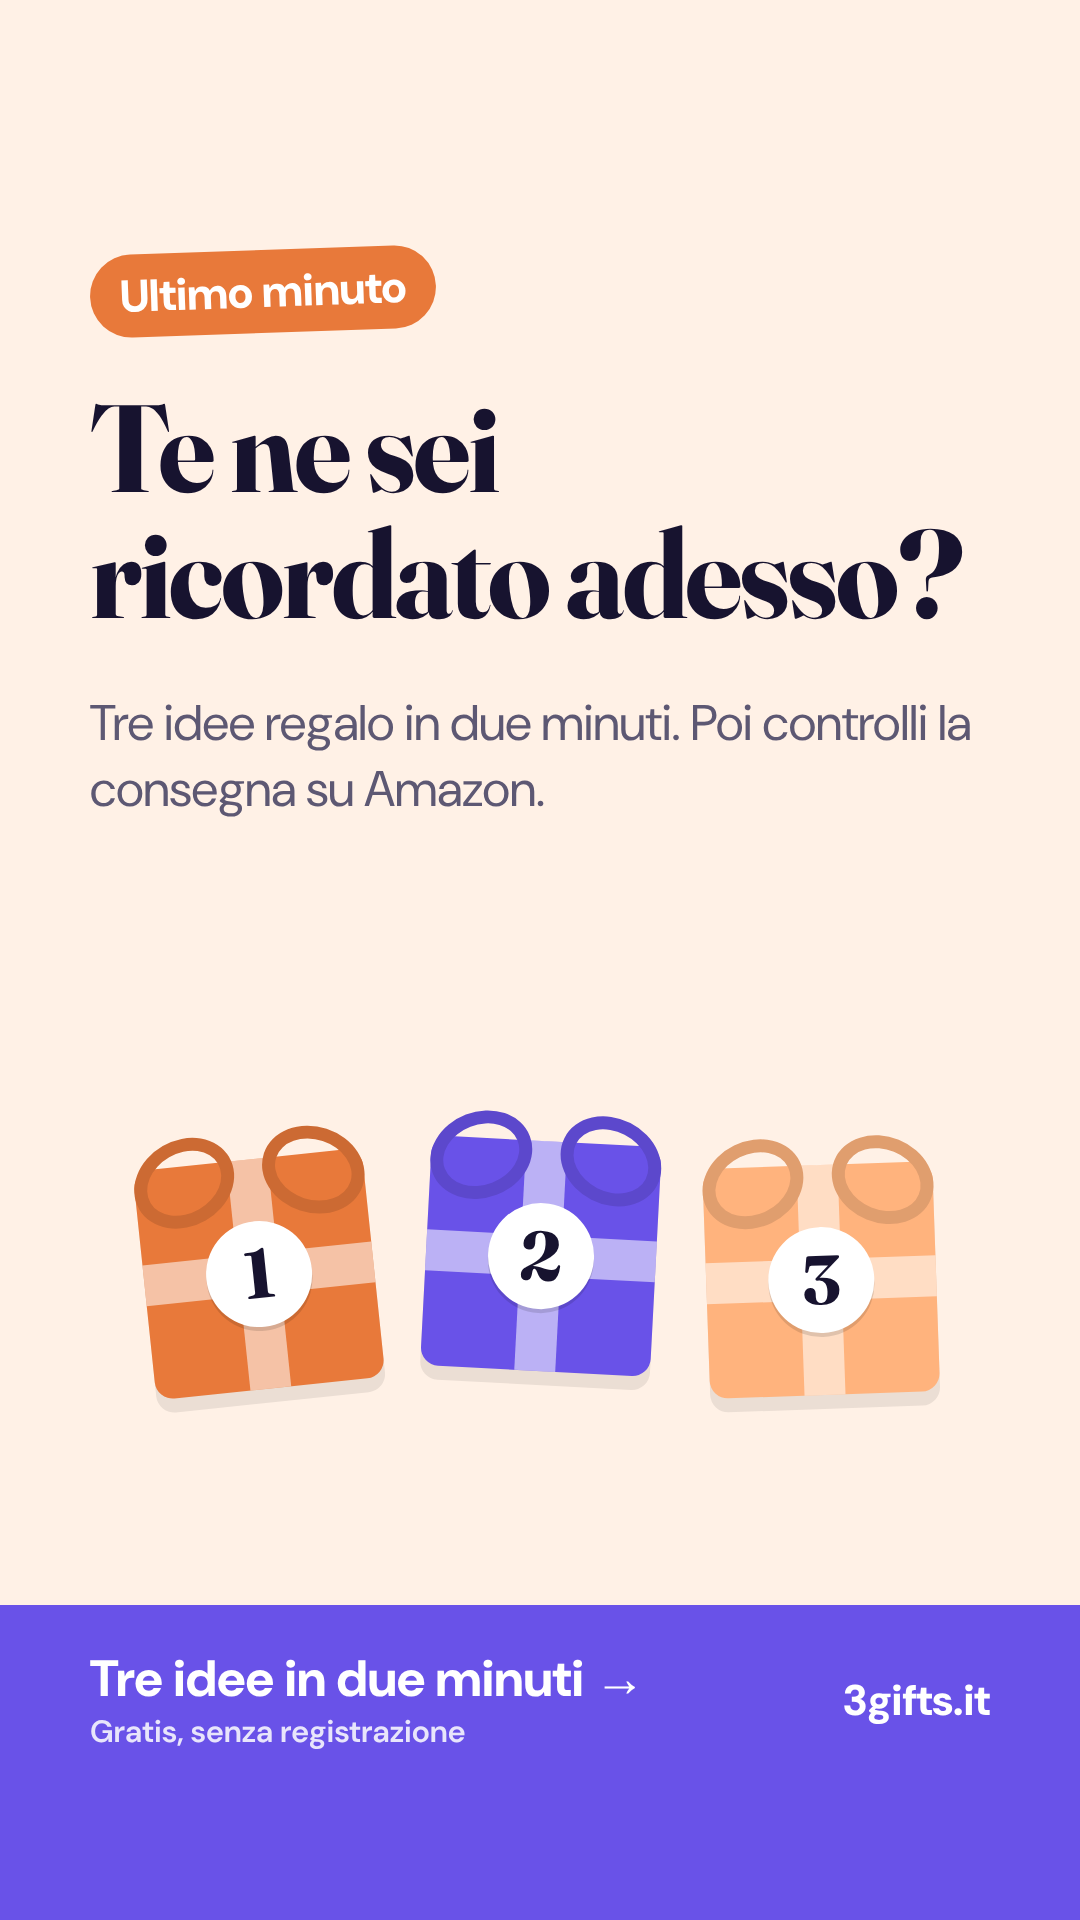 Ultimo minuto
Te ne sei
ricordato adesso?
Tre idee regalo in due minuti. Poi controlli la
consegna su Amazon.
1
2
3
Tre idee in due minuti →
Gratis, senza registrazione
3gifts.it